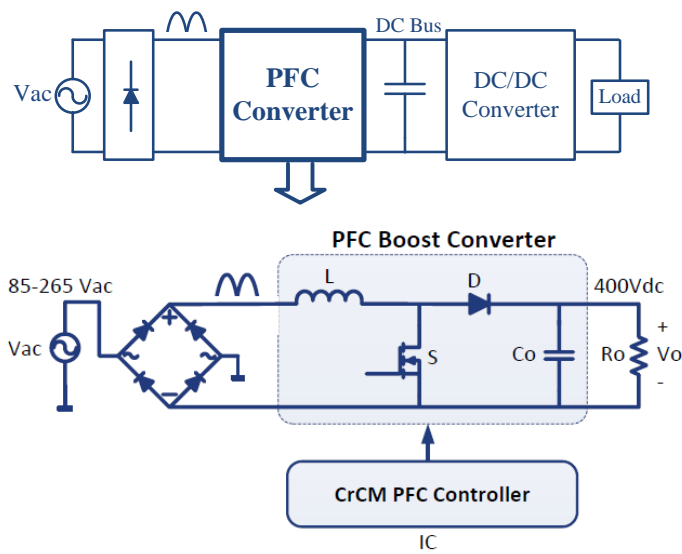 DC Bus
Vac
PFC
Converter
DC/DC
Converter
Load
PFC Boost Converter
85-265 Vac
L
D
400Vdc
Vac
+
~
~
−
S
Co
Ro
+
Vo
-
CrCM PFC Controller
IC